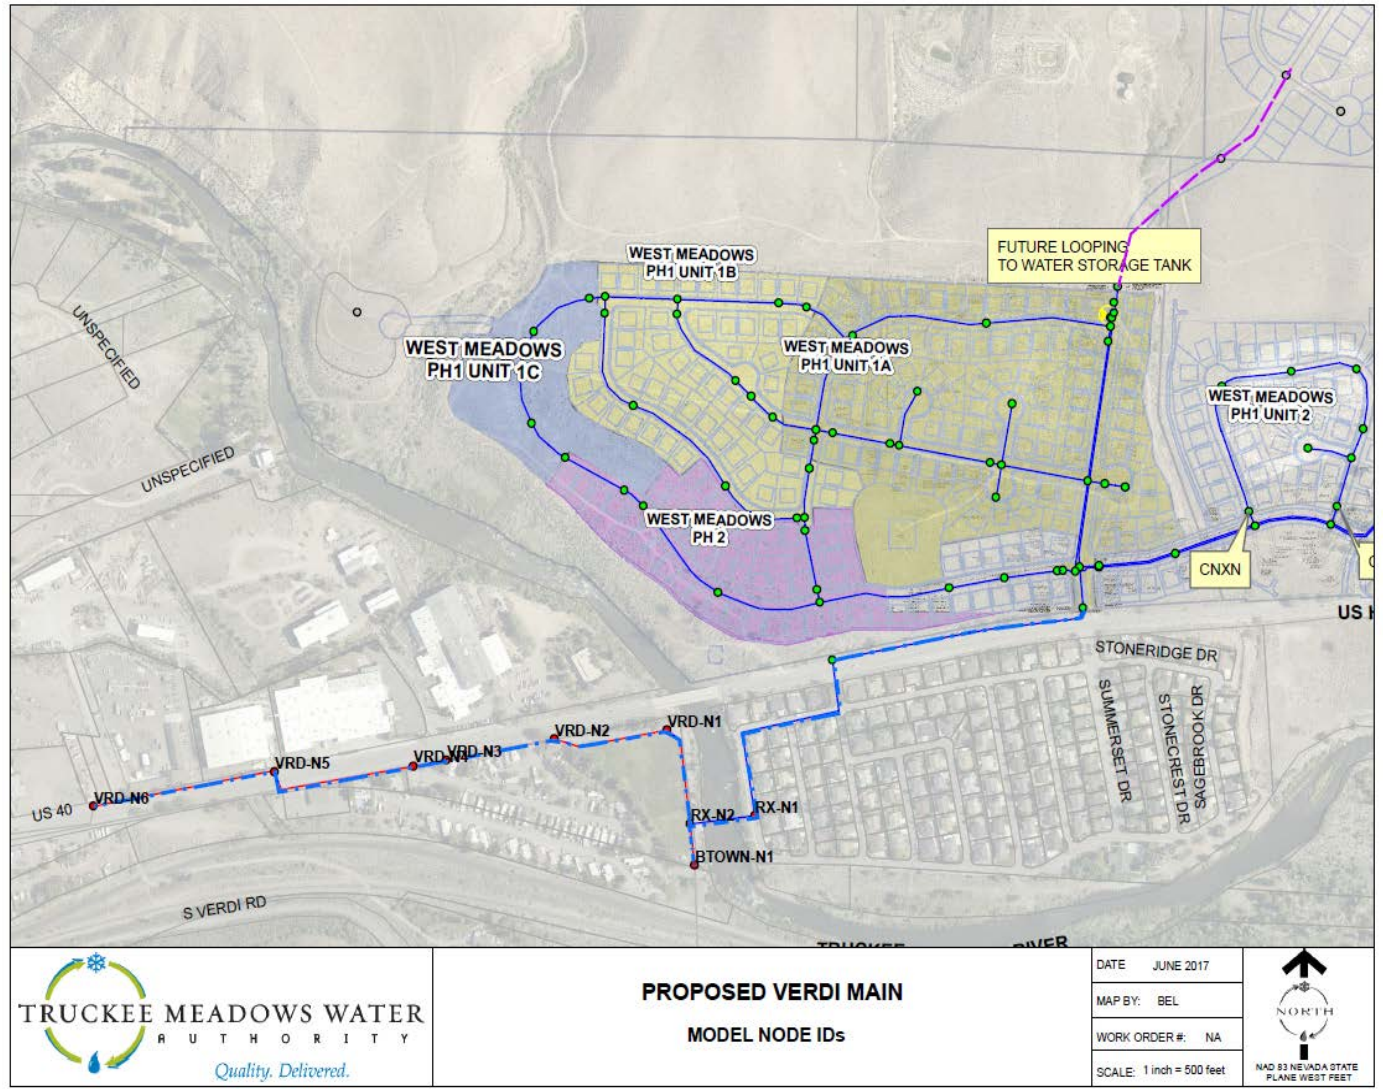 FUTURE LOOPING
TO WATER STORAGE TANK
WEST MEADOWS
PH1 UNIT 1B
WEST MEADOWS
PH1 UNIT 1C
WEST MEADOWS
PH1 UNIT 1A
WEST MEADOWS
PH1 UNIT 2
UNSPECIFIED
UNSPECIFIED
WEST MEADOWS
PH 2
CNXN
US
STONERIDGE DR
SUMMERSET DR
STONECREST DR
SAGEBROOK DR
VRD-N1
VRD-N2
VRD-N3
VRD-N4
VRD-N5
VRD-N6
US 40
RX-N1
RX-N2
BTOWN-N1
S VERDI RD
TRUCKEE RIVER
TRUCKEE MEADOWS WATER
AUTHORITY
Quality. Delivered.
PROPOSED VERDI MAIN
MODEL NODE IDs
DATE JUNE 2017
MAP BY: BEL
WORK ORDER #: NA
SCALE: 1 inch = 500 feet
NORTH
NAD 83 NEVADA STATE
PLANE WEST FEET